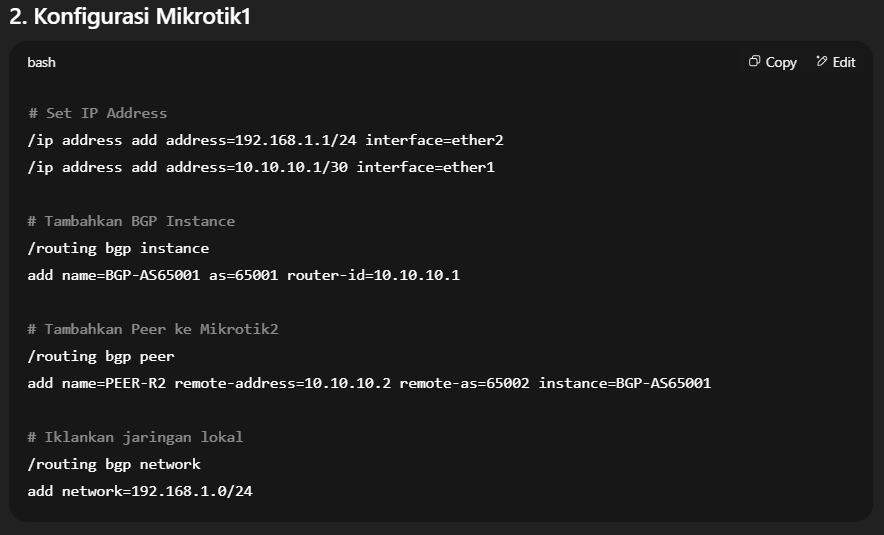 2. Konfigurasi Mikrotik1
bash
Copy
Edit
# Set IP Address
/ip address add address=192.168.1.1/24 interface=ether2
/ip address add address=10.10.10.1/30 interface=ether1
# Tambahkan BGP Instance
/routing bgp instance
add name=BGP-AS65001 as=65001 router-id=10.10.10.1
# Tambahkan Peer ke Mikrotik2
/routing bgp peer
add name=PEER-R2 remote-address=10.10.10.2 remote-as=65002 instance=BGP-AS65001
# Iklankan jaringan lokal
/routing bgp network
add network=192.168.1.0/24